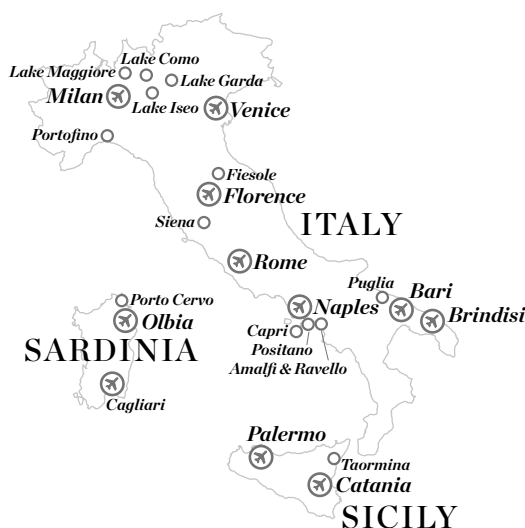 Lake Como
Lake Maggiore
Lake Garda
Milan
Lake Iseo
Venice
Portofino
Fiesole
Florence
Siena
ITALY
Rome
Puglia
Porto Cervo
Naples
Bari
Olbia
Brindisi
Capri
SARDINIA
Positano
Amalfi & Ravello
Cagliari
Palermo
Taormina
Catania
SICILY